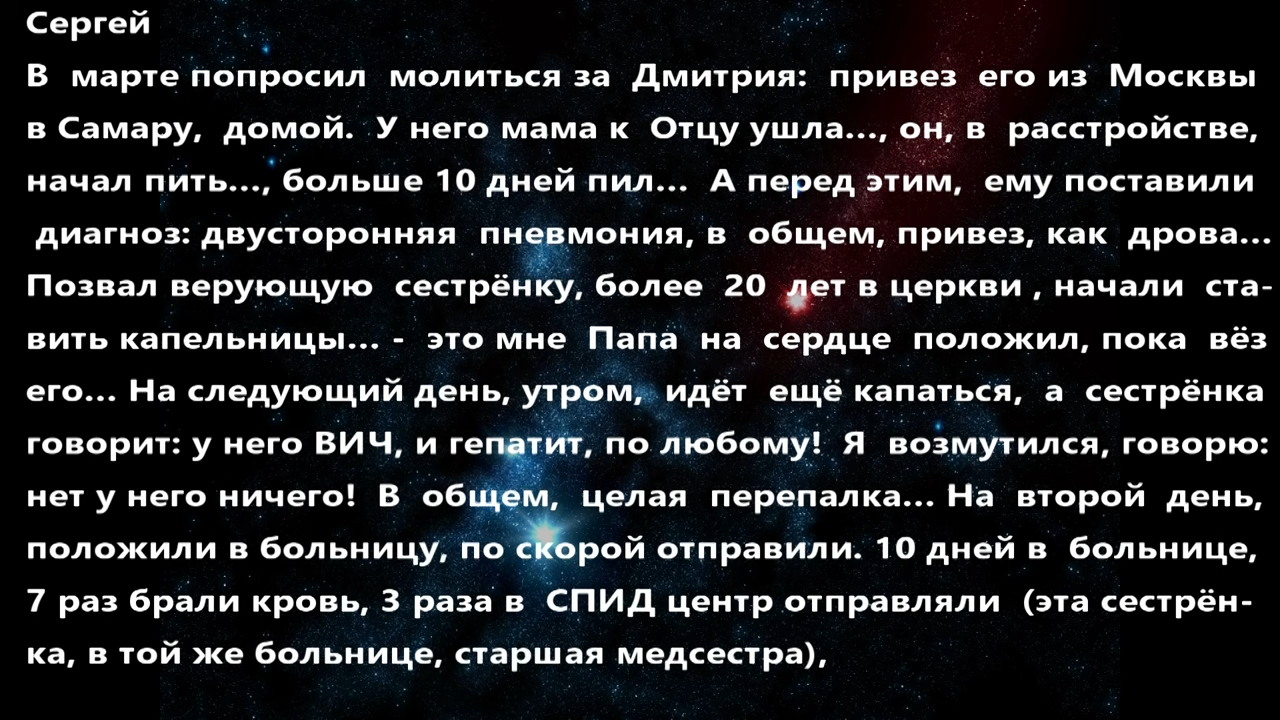 Сергей
В марте попросил молиться за Дмитрия: привез его из Москвы
в Самару, домой. У него мама к Отцу ушла..., он, в расстройстве,
начал пить..., больше 10 дней пил... А перед этим, ему поставили
диагноз: двусторонняя пневмония, в общем, привез, как дрова...
Позвал верующую сестрёнку, более 20 лет в церкви , начали ста-
вить капельницы... - это мне Папа на сердце положил, пока вёз
его... На следующий день, утром, идёт ещё капаться, а сестрёнка
говорит: у него ВИЧ, и гепатит, по любому! Я возмутился, говорю:
нет у него ничего! В общем, целая перепалка... На второй день,
положили в больницу, по скорой отправили. 10 дней в больнице,
7 раз брали кровь, 3 раза в СПИД центр отправляли (эта сестрён-
ка, в той же больнице, старшая медсестра),